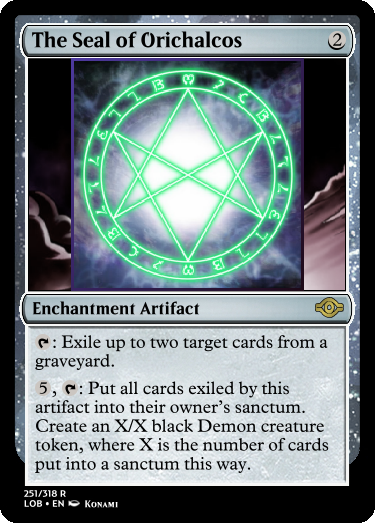 The Seal of Orichalcos 2
Enchantment Artifact
: Exile up to two target cards from a
graveyard.
5, : Put all cards exiled by this
artifact into their owner's sanctum.
Create an X/X black Demon creature
token, where X is the number of cards
put into a sanctum this way.
251/318 R
LOB • EN Konami